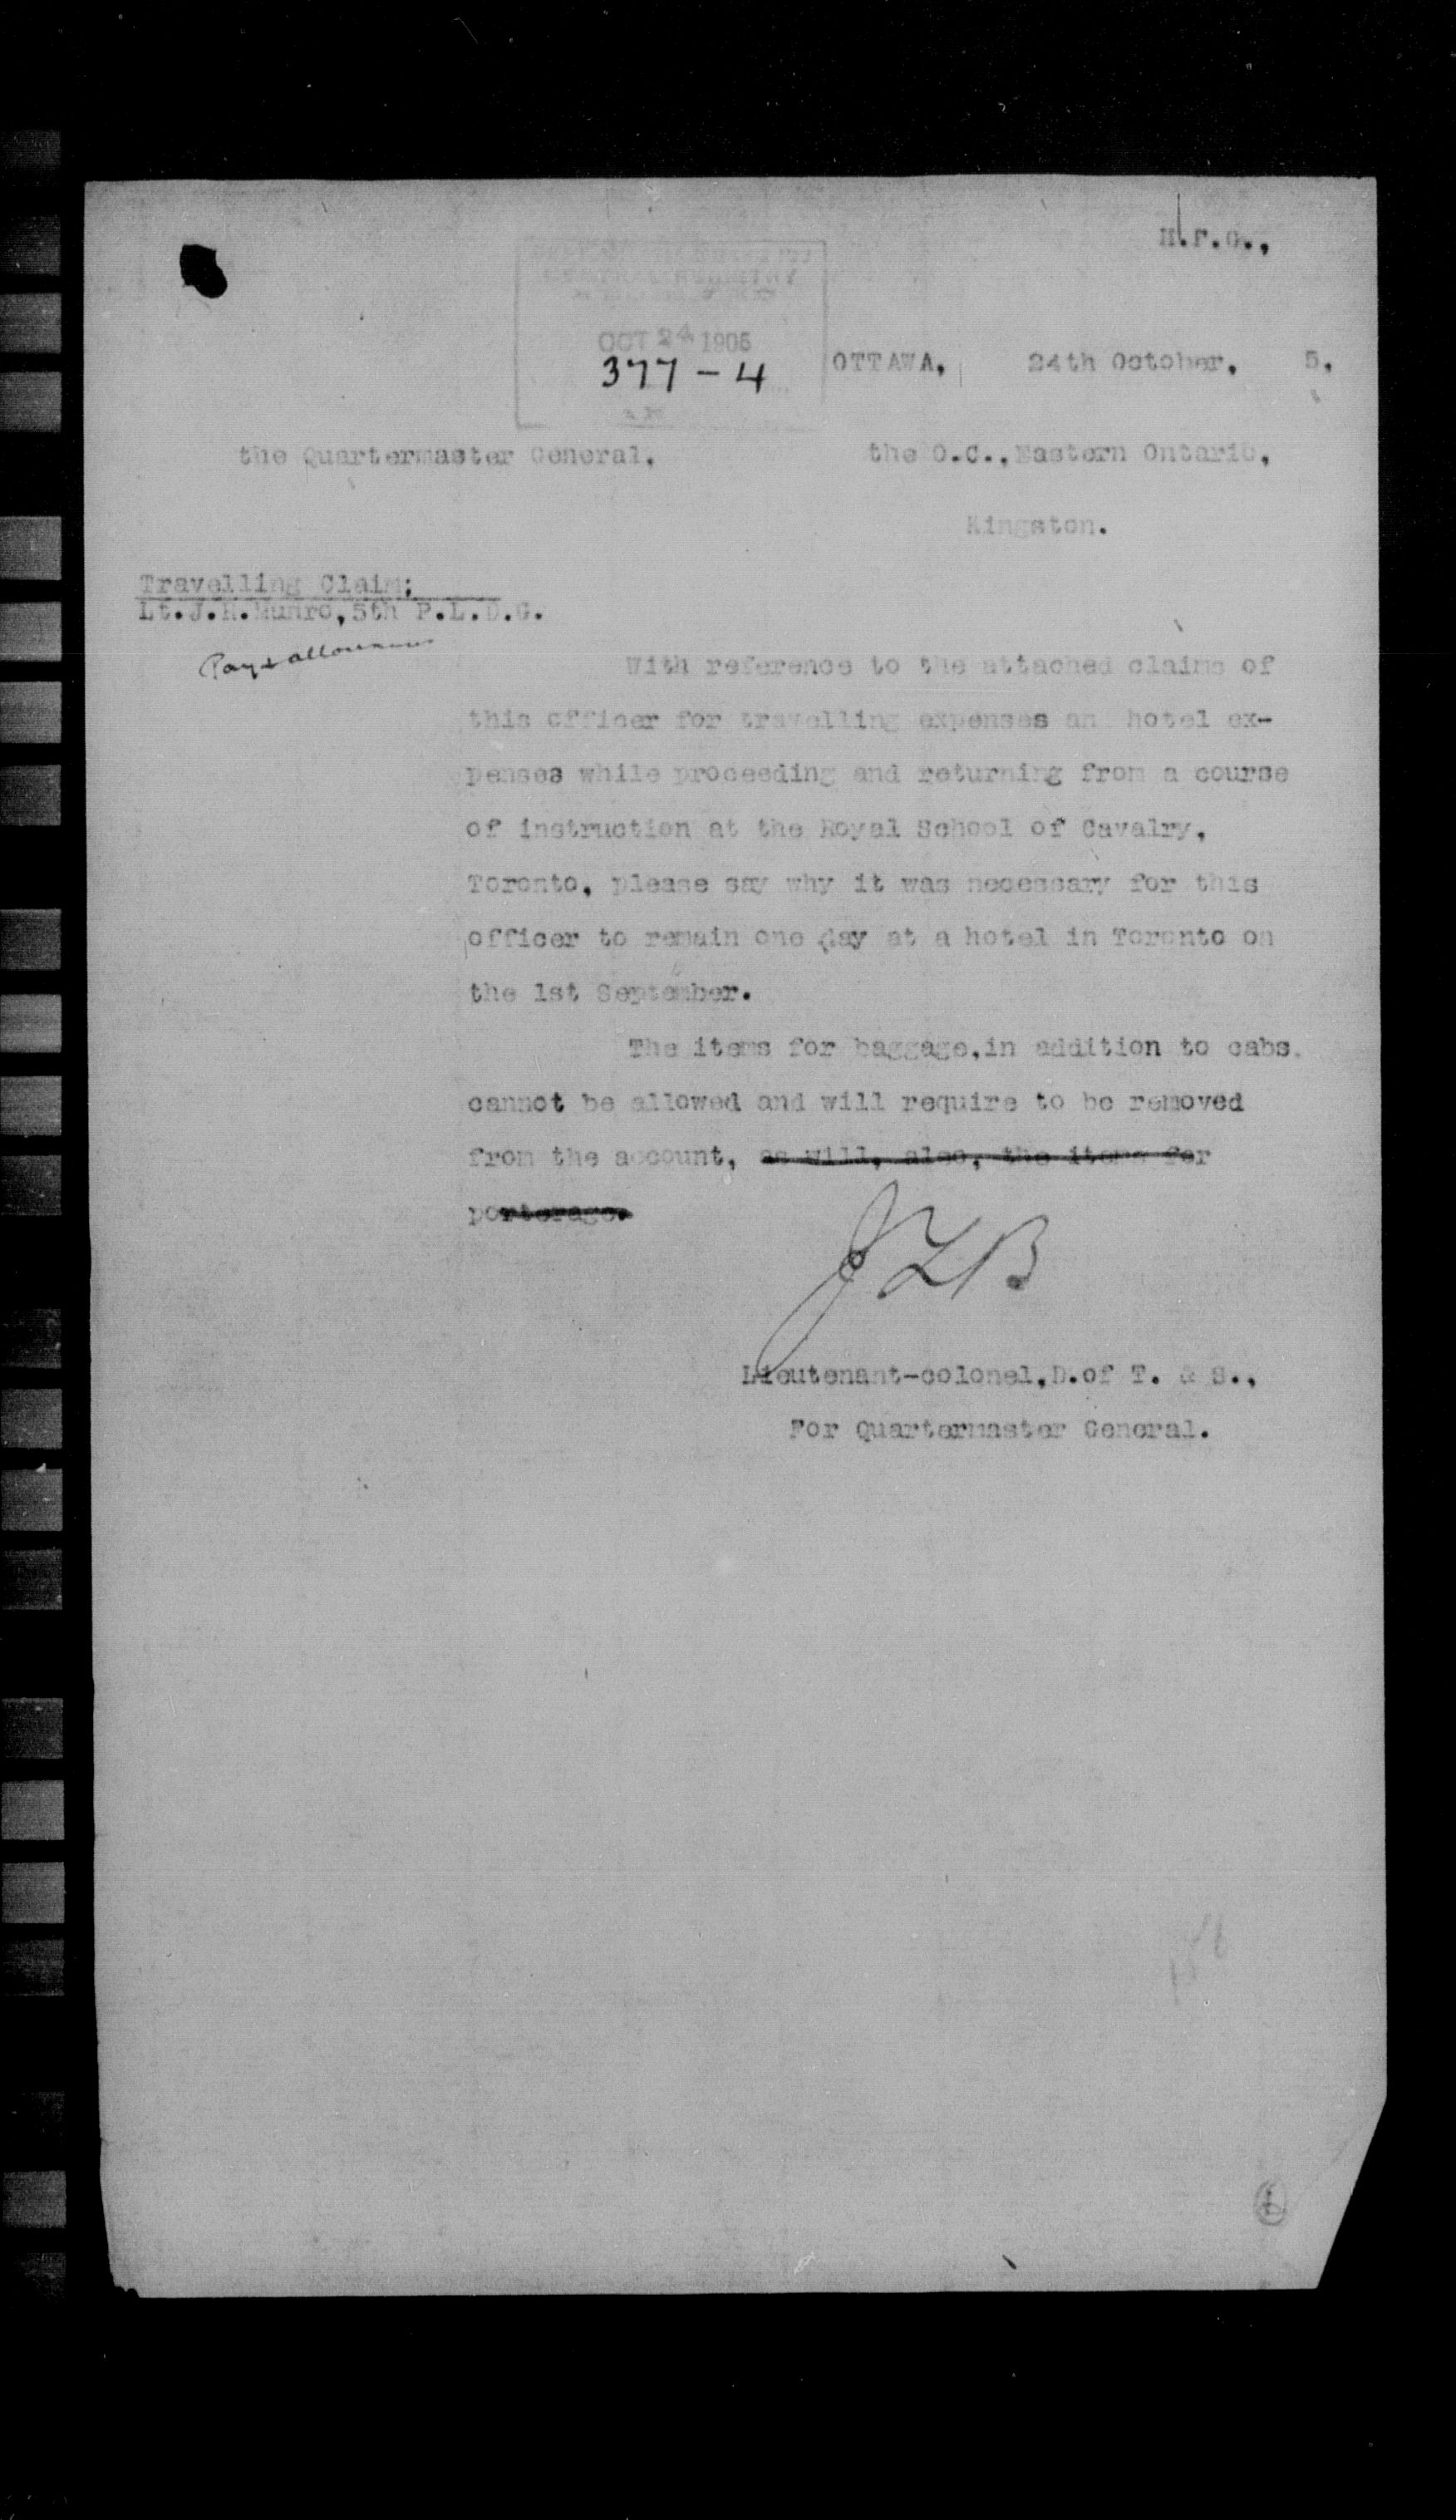 H.F.C.,
CENTRAL REGISTRY
OCT 24 1905
377-4
OTTAWA, 24th October, 5,
the Quartermaster General, the O.C., Eastern Ontario,
Kingston.
Travelling Claim;
Lt. J.H. Munro, 5th P.L.D.G.
Pay & allowances
With reference to the attached claims of
this officer for travelling expenses and hotel ex-
penses while proceeding and returning from a course
of instruction at the Royal School of Cavalry,
Toronto, please say why it was necessary for this
officer to remain one day at a hotel in Toronto on
the 1st September.
The items for baggage, in addition to cabs,
cannot be allowed and will require to be removed
from the account, as will, also, the items for
porterage.
Lieutenant-colonel, D. of T. & S.,
For Quartermaster General.